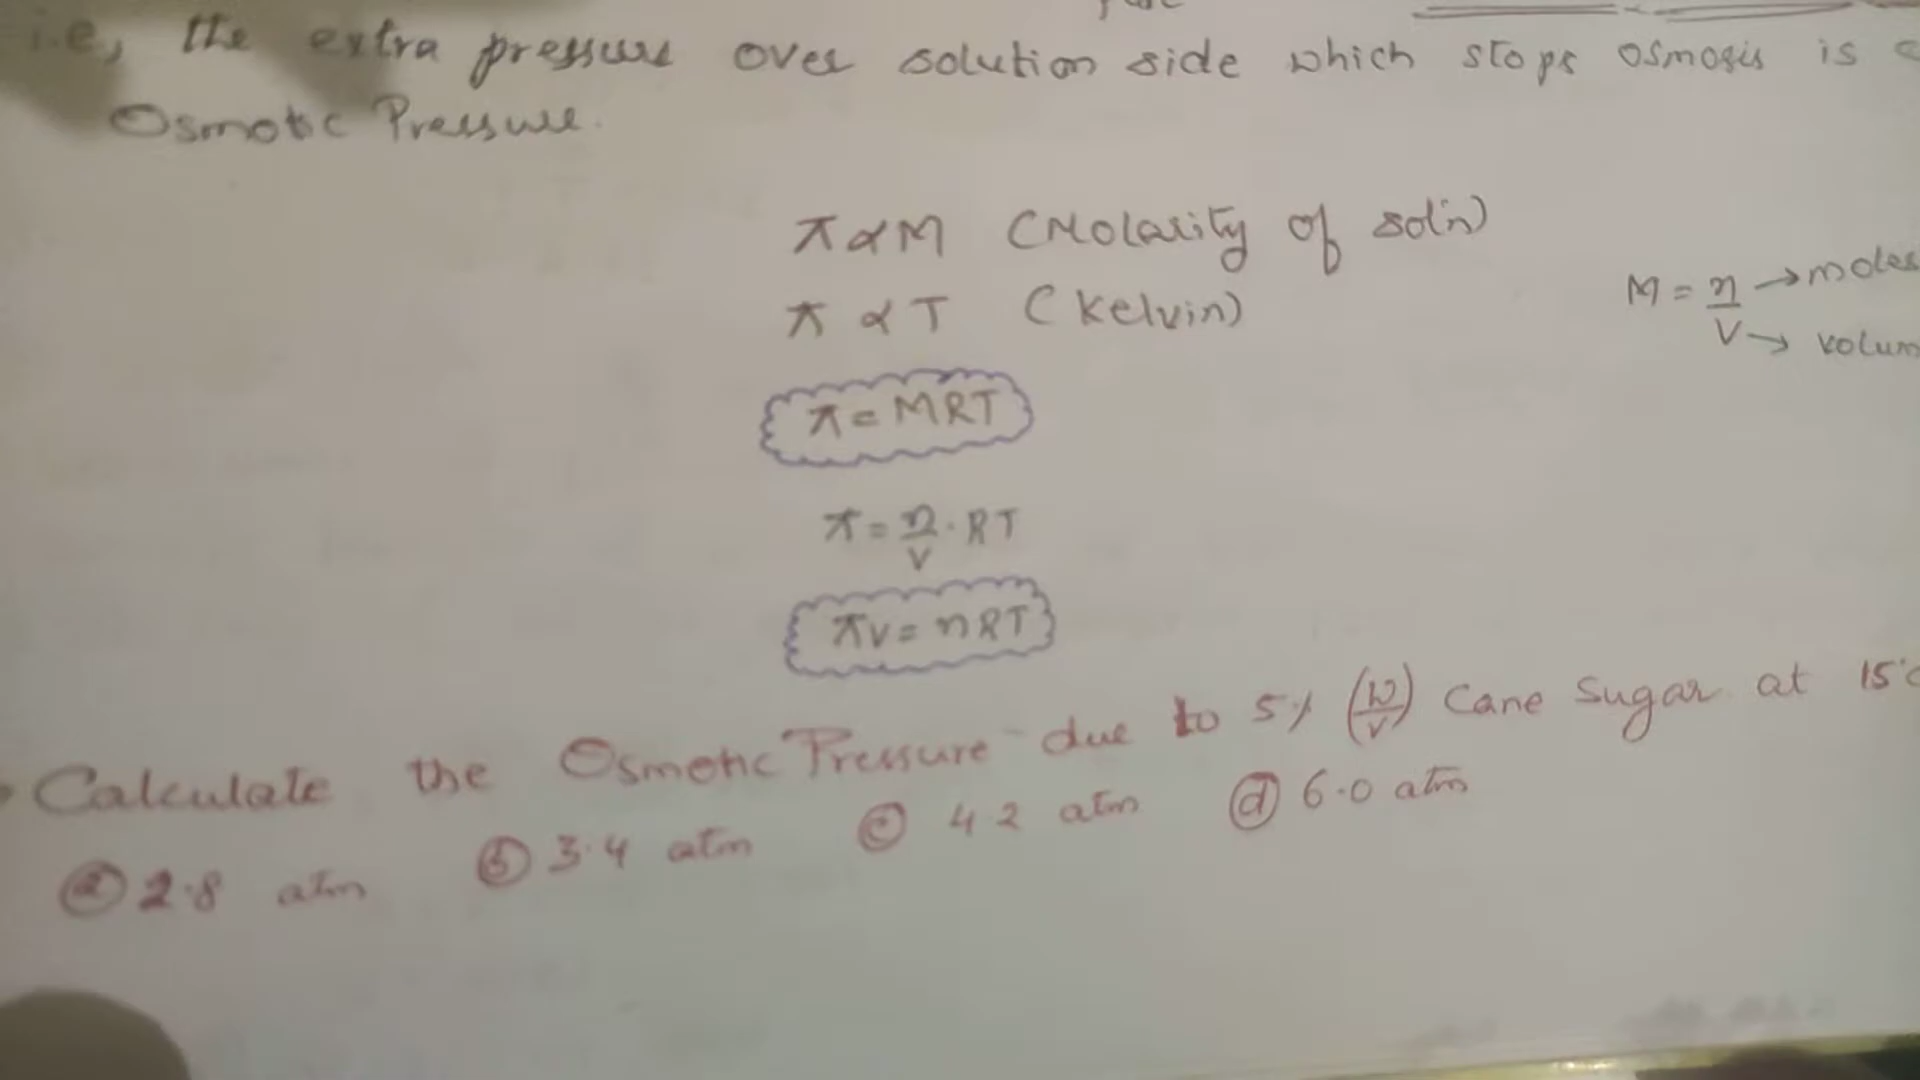 i.e, the extra pressure over solution side which stops osmosis is
Osmotic Pressure.
π α M (Molarity of sol'n)
π α T (Kelvin)
M = n/V → moles
→ volum
π = MRT
π = n/V · RT
πV = nRT
Calculate the Osmotic Pressure due to 5% (W/V) Cane Sugar at 15°C
(a) 2.8 atm (b) 3.4 atm (c) 4.2 atm (d) 6.0 atm